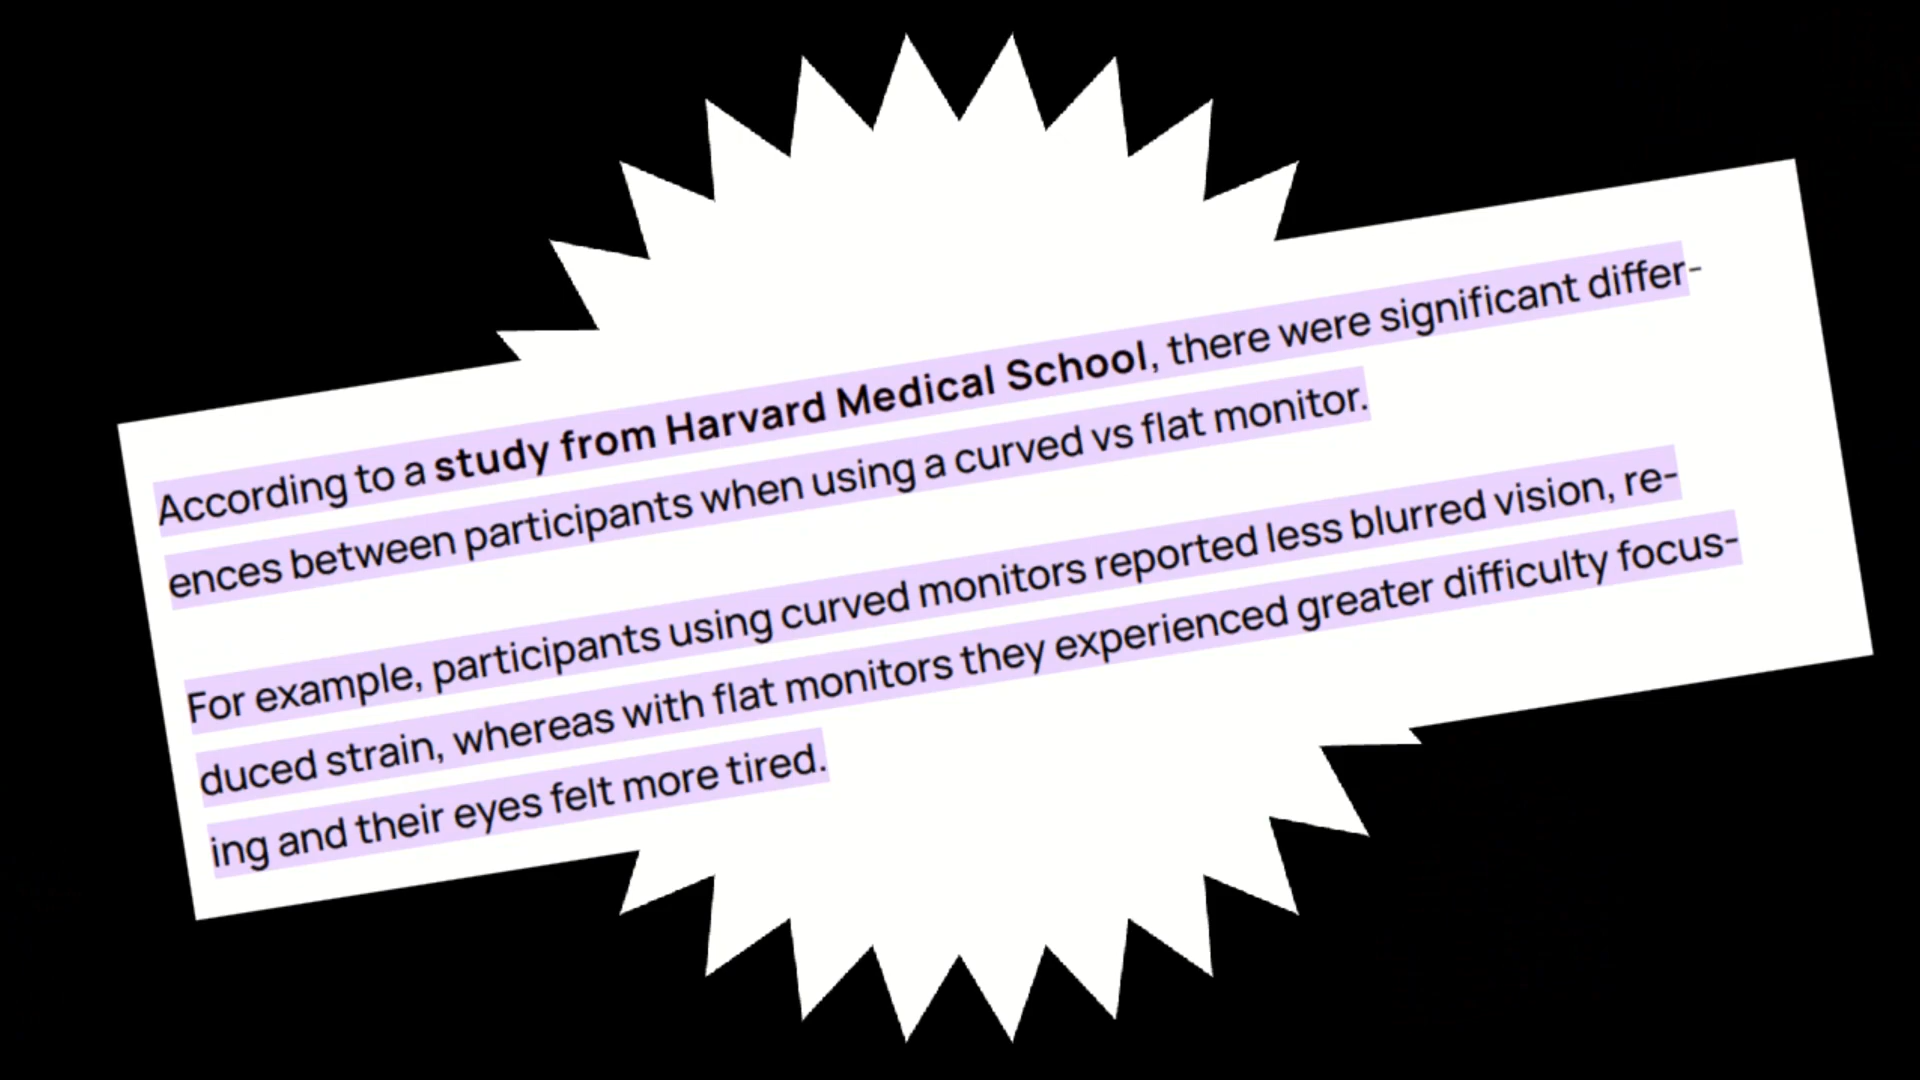 According to a study from Harvard Medical School, there were significant differ-
ences between participants when using a curved vs flat monitor.
For example, participants using curved monitors reported less blurred vision, re-
duced strain, whereas with flat monitors they experienced greater difficulty focus-
ing and their eyes felt more tired.